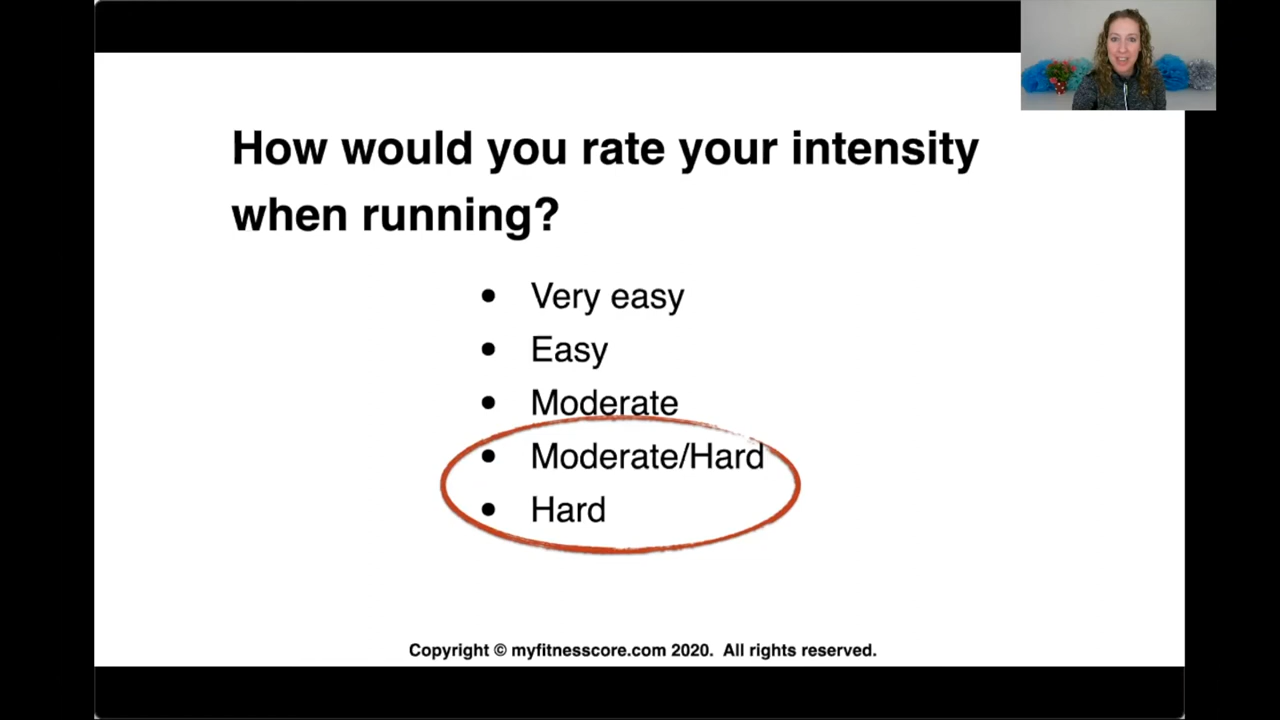 How would you rate your intensity
when running?
• Very easy
• Easy
• Moderate
• Moderate/Hard
• Hard
Copyright © myfitnesscore.com 2020. All rights reserved.